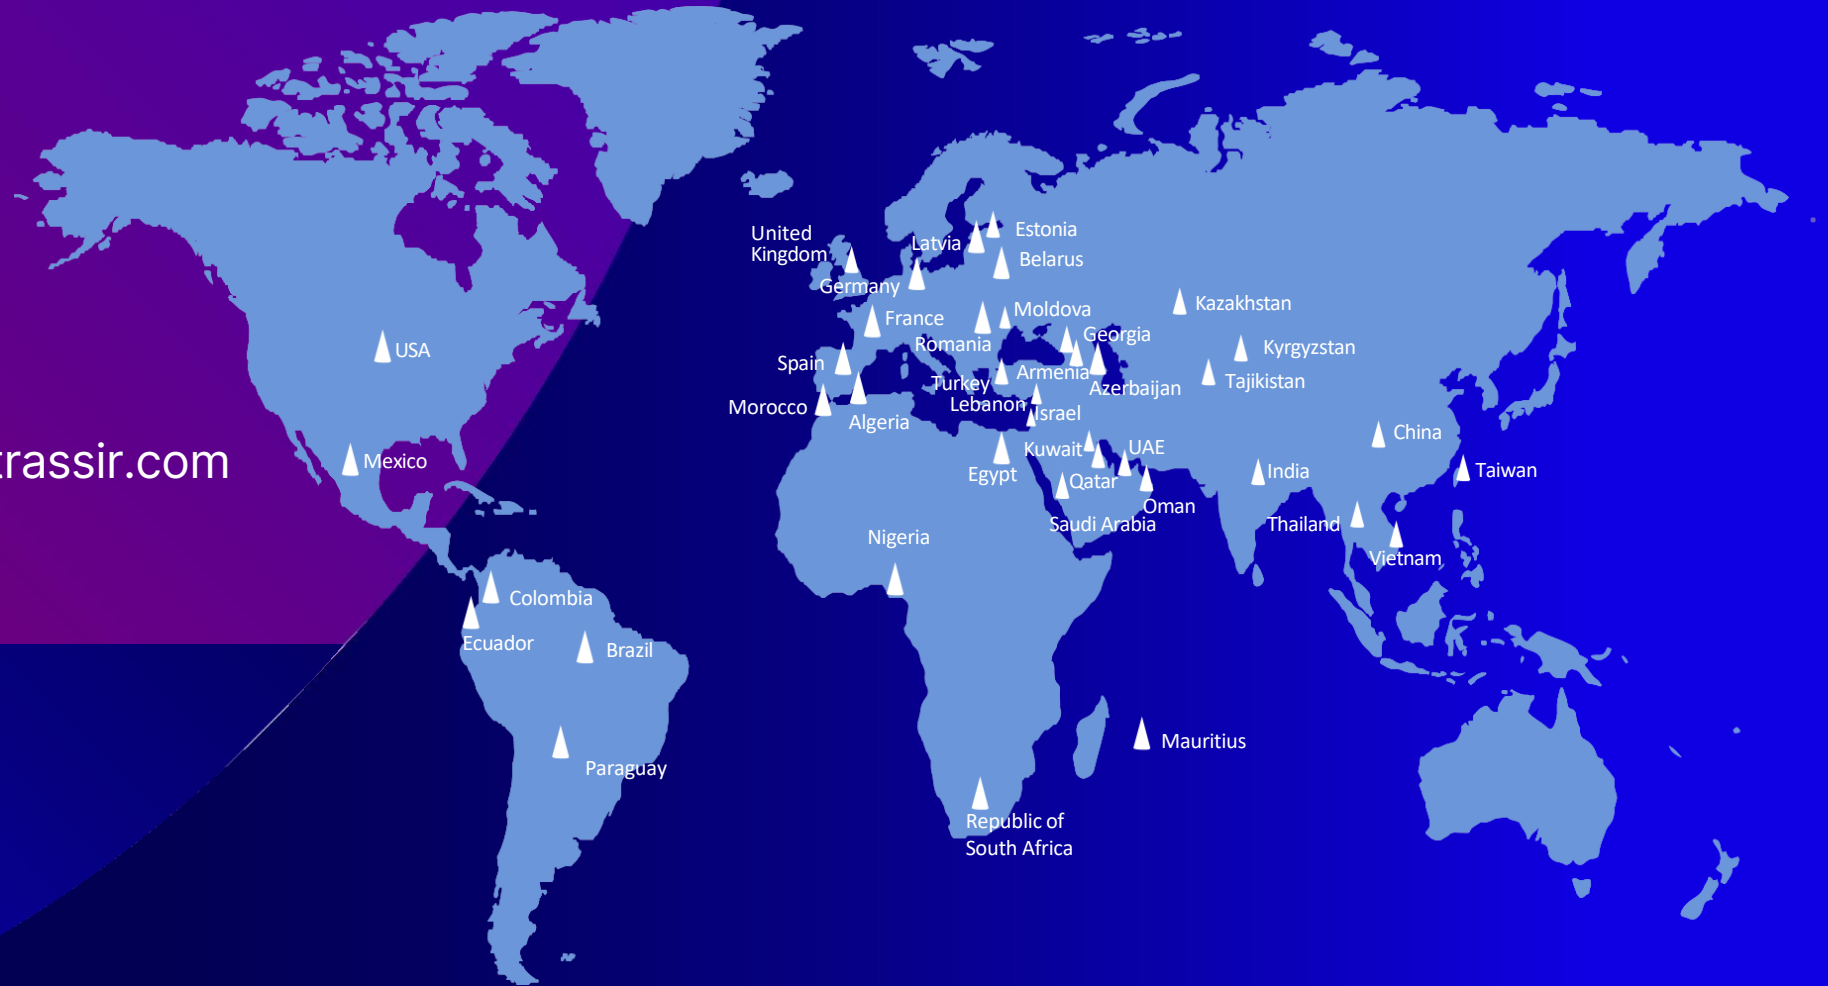 United
Kingdom
Latvia
Estonia
Belarus
Germany
France
Moldova
Romania
Georgia
Kazakhstan
Kyrgyzstan
Tajikistan
USA
Spain
Turkey
Armenia
Azerbaijan
Morocco
Algeria
Lebanon
Israel
China
Mexico
trassir.com
Egypt
Kuwait
UAE
Qatar
Oman
Saudi Arabia
India
Taiwan
Thailand
Vietnam
Nigeria
Colombia
Ecuador
Brazil
Paraguay
Mauritius
Republic of
South Africa